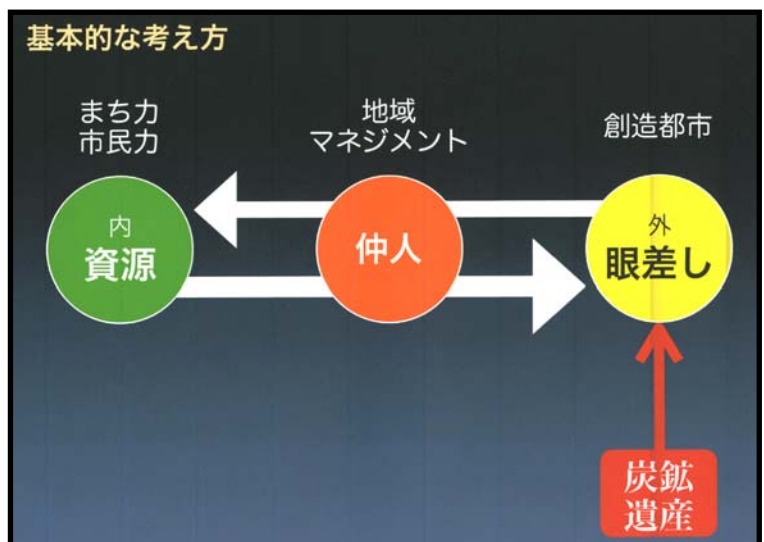 基本的な考え方
まち力
市民力
地域
マネジメント
創造都市
内
資源
仲人
外
眼差し
炭鉱
遺産